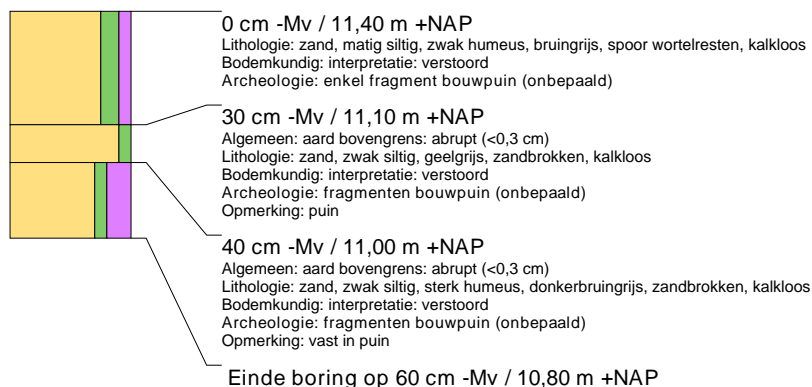 0 cm -Mv / 11,40 m +NAP
Lithologie: zand, matig siltig, zwak humeus, bruingrijs, spoor wortelresten, kalkloos
Bodemkundig: interpretatie: verstoord
Archeologie: enkel fragment bouwpuin (onbepaald)
30 cm -Mv / 11,10 m +NAP
Algemeen: aard bovengrens: abrupt (<0,3 cm)
Lithologie: zand, zwak siltig, geelgrijs, zandbrokken, kalkloos
Bodemkundig: interpretatie: verstoord
Archeologie: fragmenten bouwpuin (onbepaald)
Opmerking: puin
40 cm -Mv / 11,00 m +NAP
Algemeen: aard bovengrens: abrupt (<0,3 cm)
Lithologie: zand, zwak siltig, sterk humeus, donkerbruingrijs, zandbrokken, kalkloos
Bodemkundig: interpretatie: verstoord
Archeologie: fragmenten bouwpuin (onbepaald)
Opmerking: vast in puin
Einde boring op 60 cm -Mv / 10,80 m +NAP